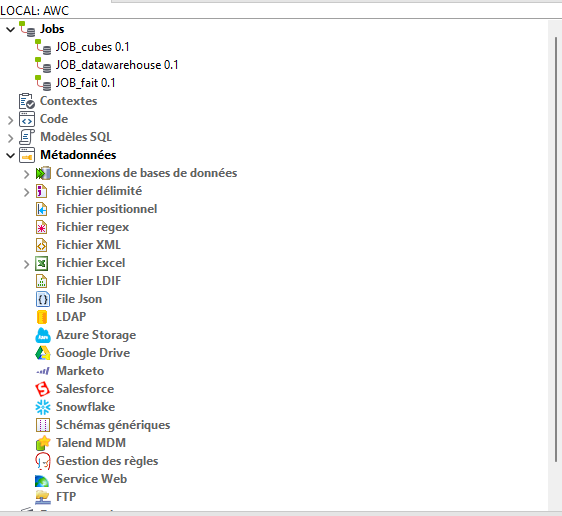 LOCAL: AWC
Jobs
JOB_cubes 0.1
JOB_datawarehouse 0.1
JOB_fait 0.1
Contextes
Code
Modèles SQL
Métadonnées
Connexions de bases de données
Fichier délimité
Fichier positionnel
Fichier regex
Fichier XML
Fichier Excel
Fichier LDIF
File Json
LDAP
Azure Storage
Google Drive
Marketo
Salesforce
Snowflake
Schémas génériques
Talend MDM
Gestion des règles
Service Web
FTP